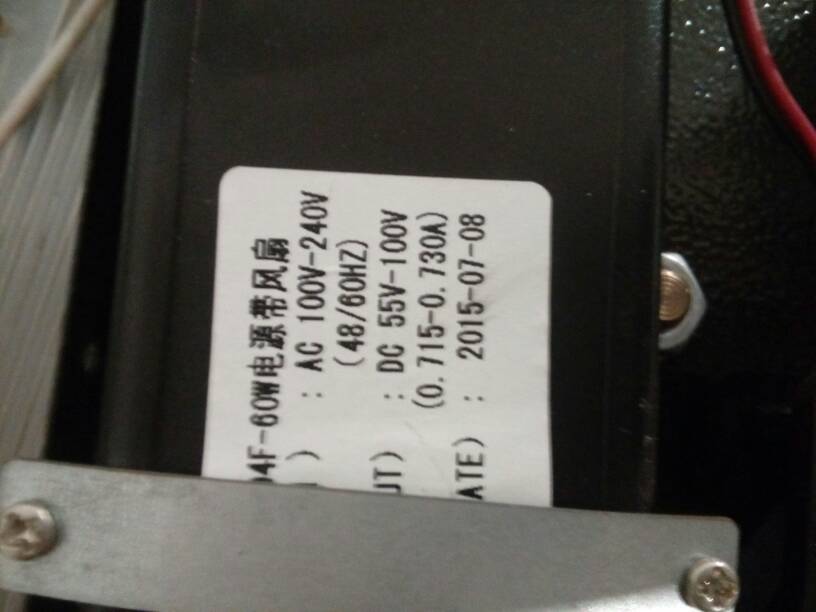 04F-60W电源带风扇
) : AC 100V-240V
(48/60HZ)
UT) : DC 55V-100V
(0.715-0.730A)
ATE) : 2015-07-08